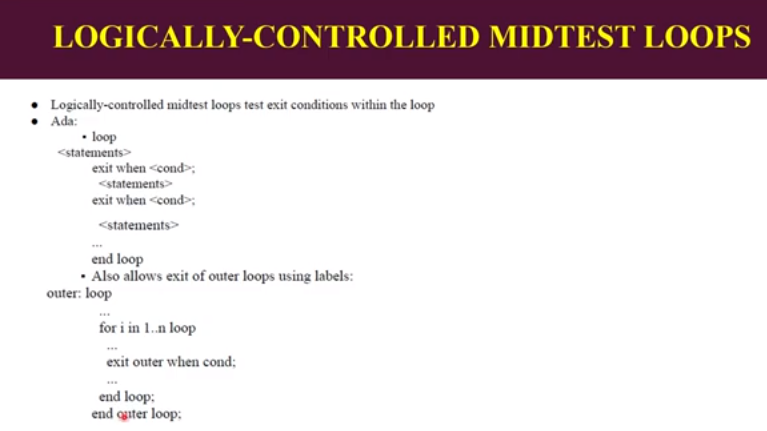 LOGICALLY-CONTROLLED MIDTEST LOOPS
● Logically-controlled midtest loops test exit conditions within the loop
● Ada:
• loop
<statements>
exit when <cond>;
<statements>
exit when <cond>;
<statements>
...
end loop
▪ Also allows exit of outer loops using labels:
outer: loop
...
for i in 1..n loop
...
exit outer when cond;
...
end loop;
end outer loop;